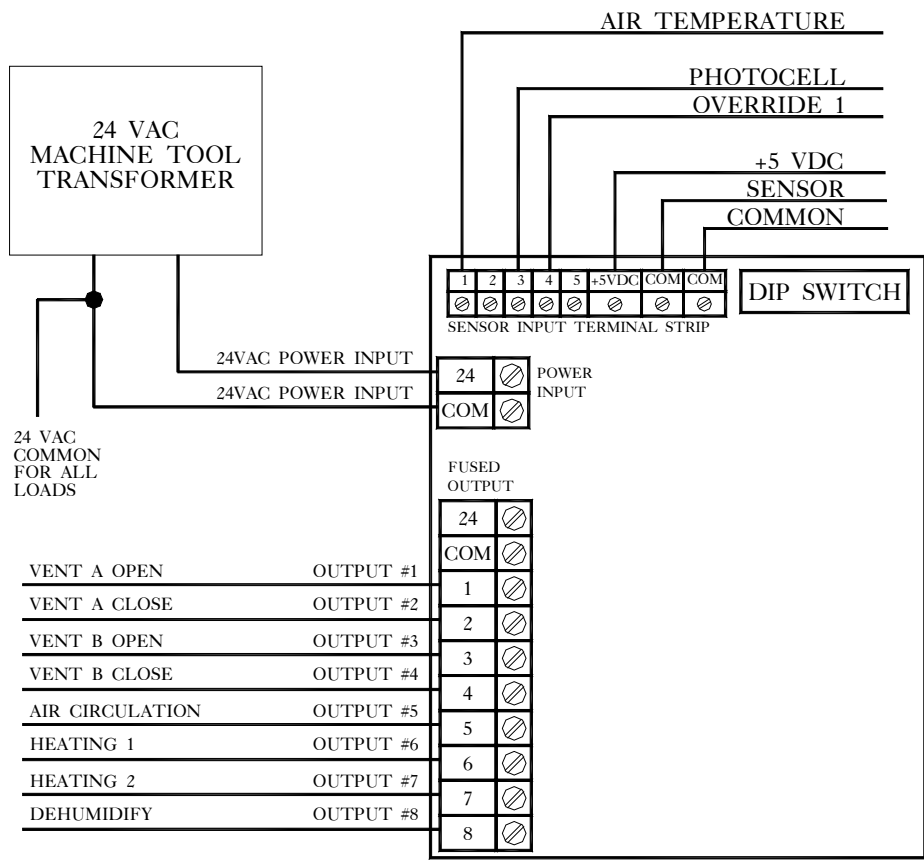 AIR TEMPERATURE
PHOTOCELL
OVERRIDE 1
+5 VDC
SENSOR
COMMON
24 VAC
MACHINE TOOL
TRANSFORMER
1 2 3 4 5 +5VDC COM COM
SENSOR INPUT TERMINAL STRIP
DIP SWITCH
24VAC POWER INPUT
24VAC POWER INPUT
24
COM
POWER
INPUT
24 VAC
COMMON
FOR ALL
LOADS
FUSED
OUTPUT
24
COM
VENT A OPEN OUTPUT #1 1
VENT A CLOSE OUTPUT #2 2
VENT B OPEN OUTPUT #3 3
VENT B CLOSE OUTPUT #4 4
AIR CIRCULATION OUTPUT #5 5
HEATING 1 OUTPUT #6 6
HEATING 2 OUTPUT #7 7
DEHUMIDIFY OUTPUT #8 8